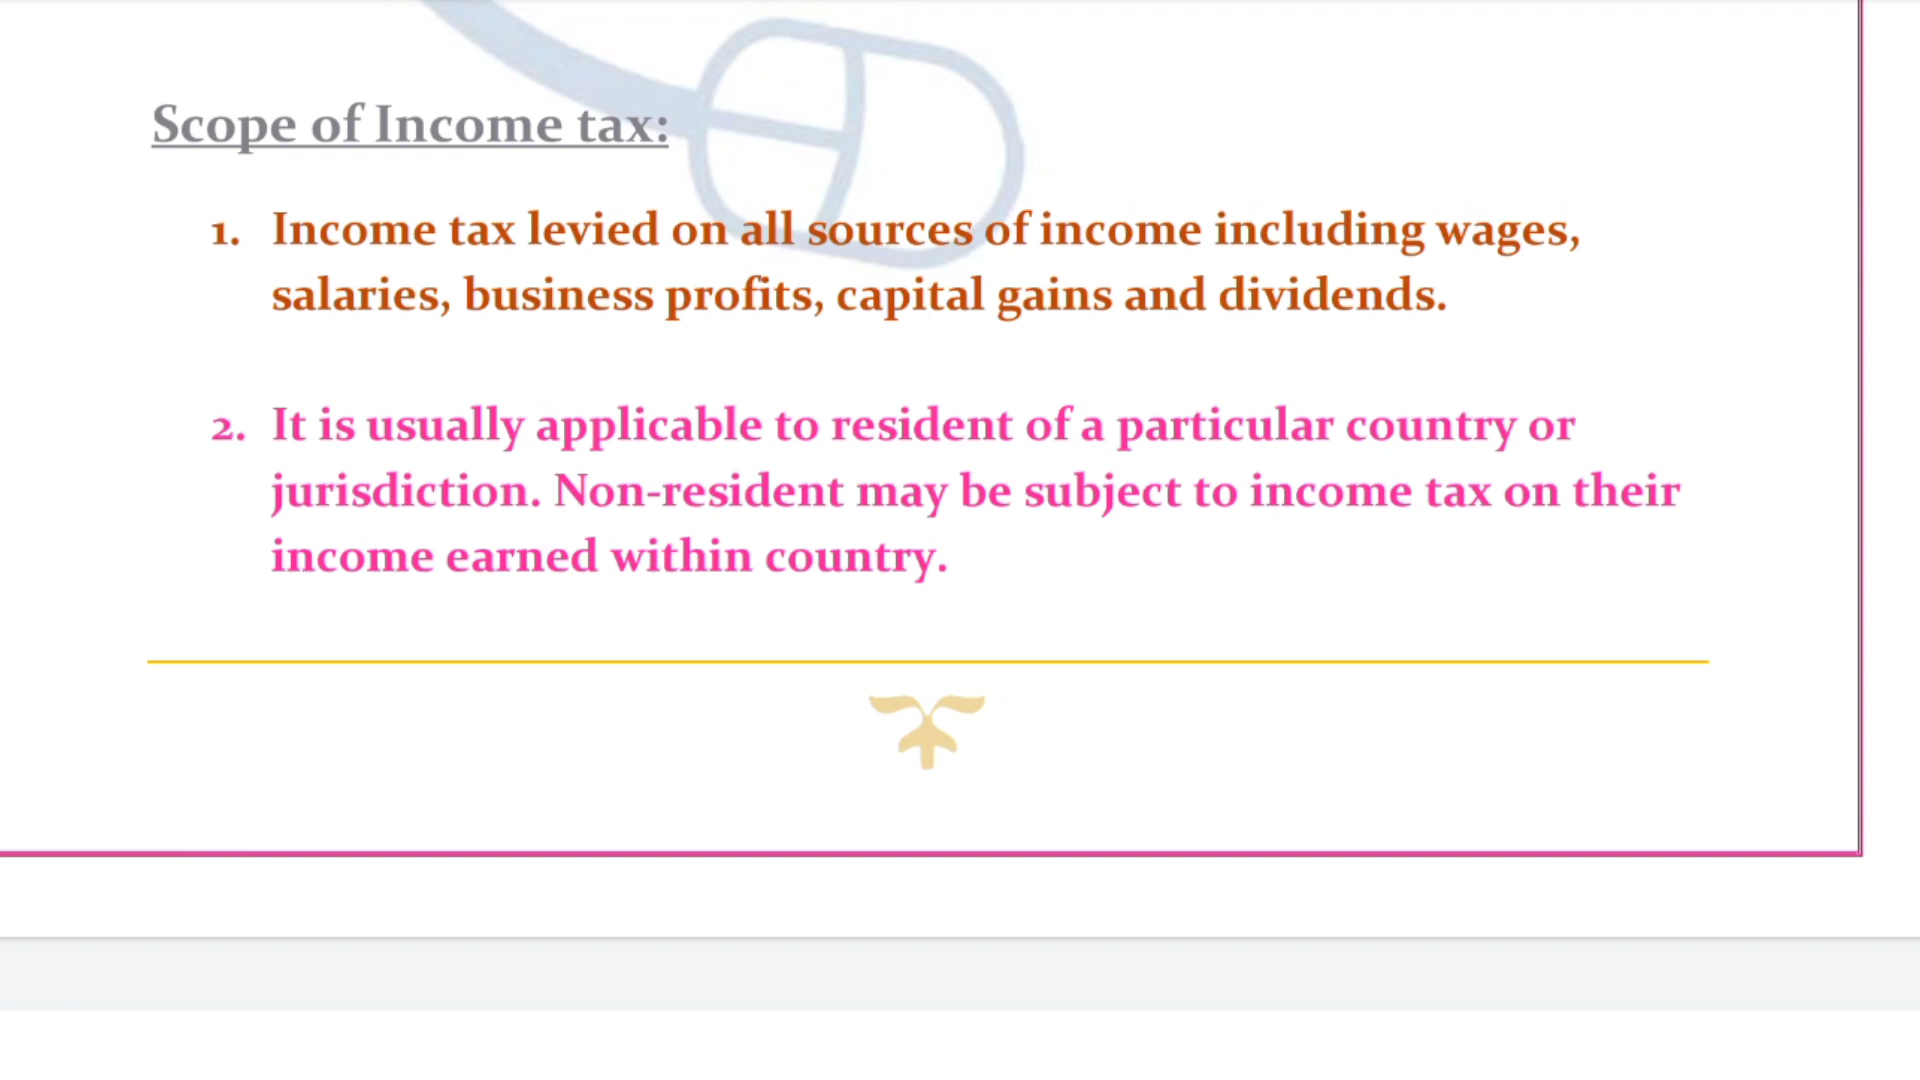 Scope of Income tax:
1. Income tax levied on all sources of income including wages,
salaries, business profits, capital gains and dividends.
2. It is usually applicable to resident of a particular country or
jurisdiction. Non-resident may be subject to income tax on their
income earned within country.